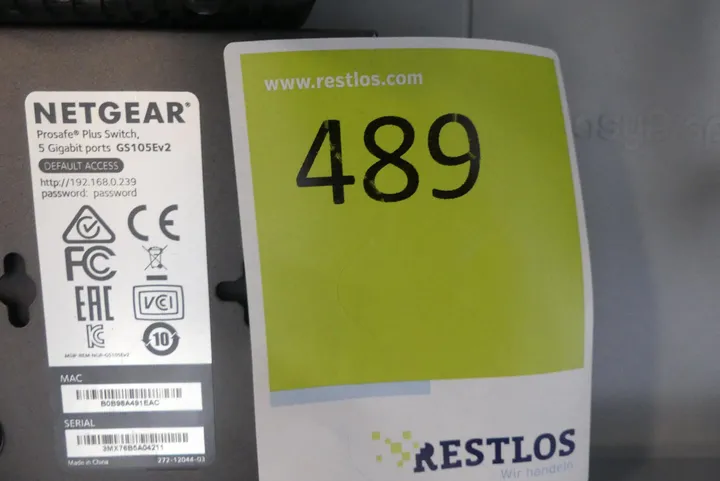 NETGEAR®
Prosafe® Plus Switch,
5 Gigabit ports GS105Ev2
DEFAULT ACCESS
http://192.168.0.239
password: password
CE
FC
EAC
VCCI
10
MAC
B0B98A491EAC
SERIAL
3MX76B5A04211
Made in China 272-12044-03
www.restlos.com
489
RESTLOS
Wir handeln